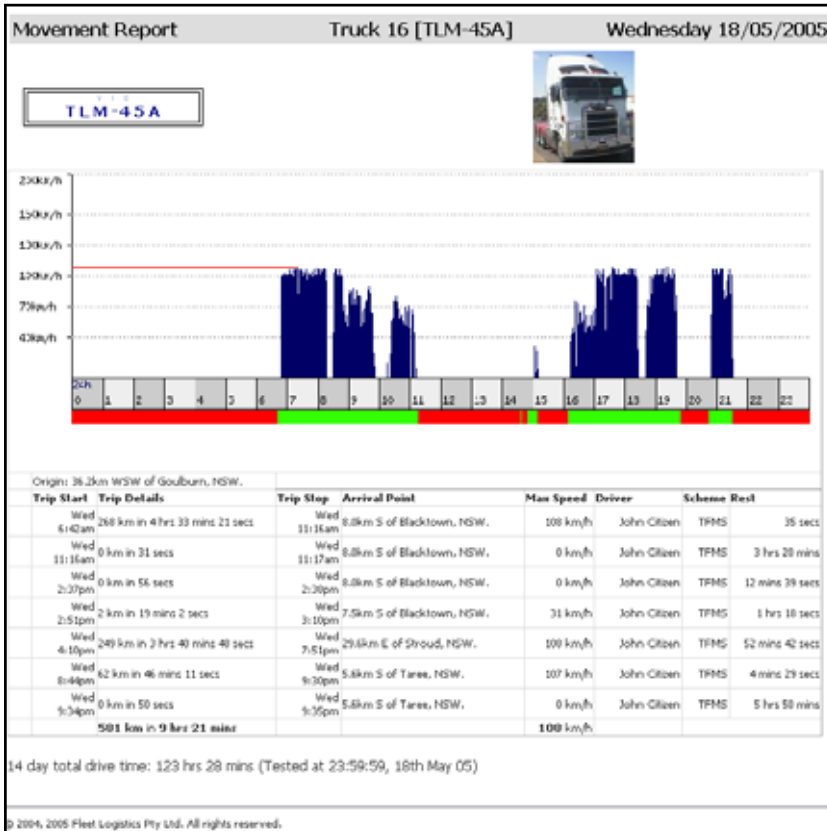 Movement Report Truck 16 [TLM-45A] Wednesday 18/05/2005
TLM-45A
150km/h
130km/h
70km/h
40km/h
0 1 2 3 4 5 6 7 8 9 10 11 12 13 14 15 16 17 18 19 20 21 22 23
Origin: 36.2km WSW of Goulburn, NSW.
Trip Start Trip Details Trip Stop Arrival Point Man Speed Driver Scheme Rest
Wed 6:42am 268 km in 4 hrs 33 mins 21 secs Wed 11:16am 8.8km S of Blacktown, NSW. 108 km/h John Citizen TFMS 35 secs
Wed 11:16am 0 km in 31 secs Wed 11:17am 8.8km S of Blacktown, NSW. 0 km/h John Citizen TFMS 3 hrs 20 mins
Wed 2:37pm 0 km in 56 secs Wed 2:38pm 8.8km S of Blacktown, NSW. 0 km/h John Citizen TFMS 12 mins 39 secs
Wed 2:51pm 2 km in 19 mins 2 secs Wed 3:10pm 7.5km S of Blacktown, NSW. 31 km/h John Citizen TFMS 1 hrs 10 secs
Wed 4:10pm 249 km in 3 hrs 40 mins 48 secs Wed 7:51pm 29.6km E of Stroud, NSW. 108 km/h John Citizen TFMS 52 mins 42 secs
Wed 8:44pm 62 km in 46 mins 11 secs Wed 9:30pm 5.6km S of Taree, NSW. 107 km/h John Citizen TFMS 4 mins 29 secs
Wed 9:34pm 0 km in 50 secs Wed 9:35pm 5.6km S of Taree, NSW. 0 km/h John Citizen TFMS 5 hrs 50 mins
581 km in 9 hrs 21 mins 108 km/h
14 day total drive time: 123 hrs 28 mins (Tested at 23:59:59, 18th May 05)
© 2004, 2005 Fleet Logistics Pty Ltd. All rights reserved.